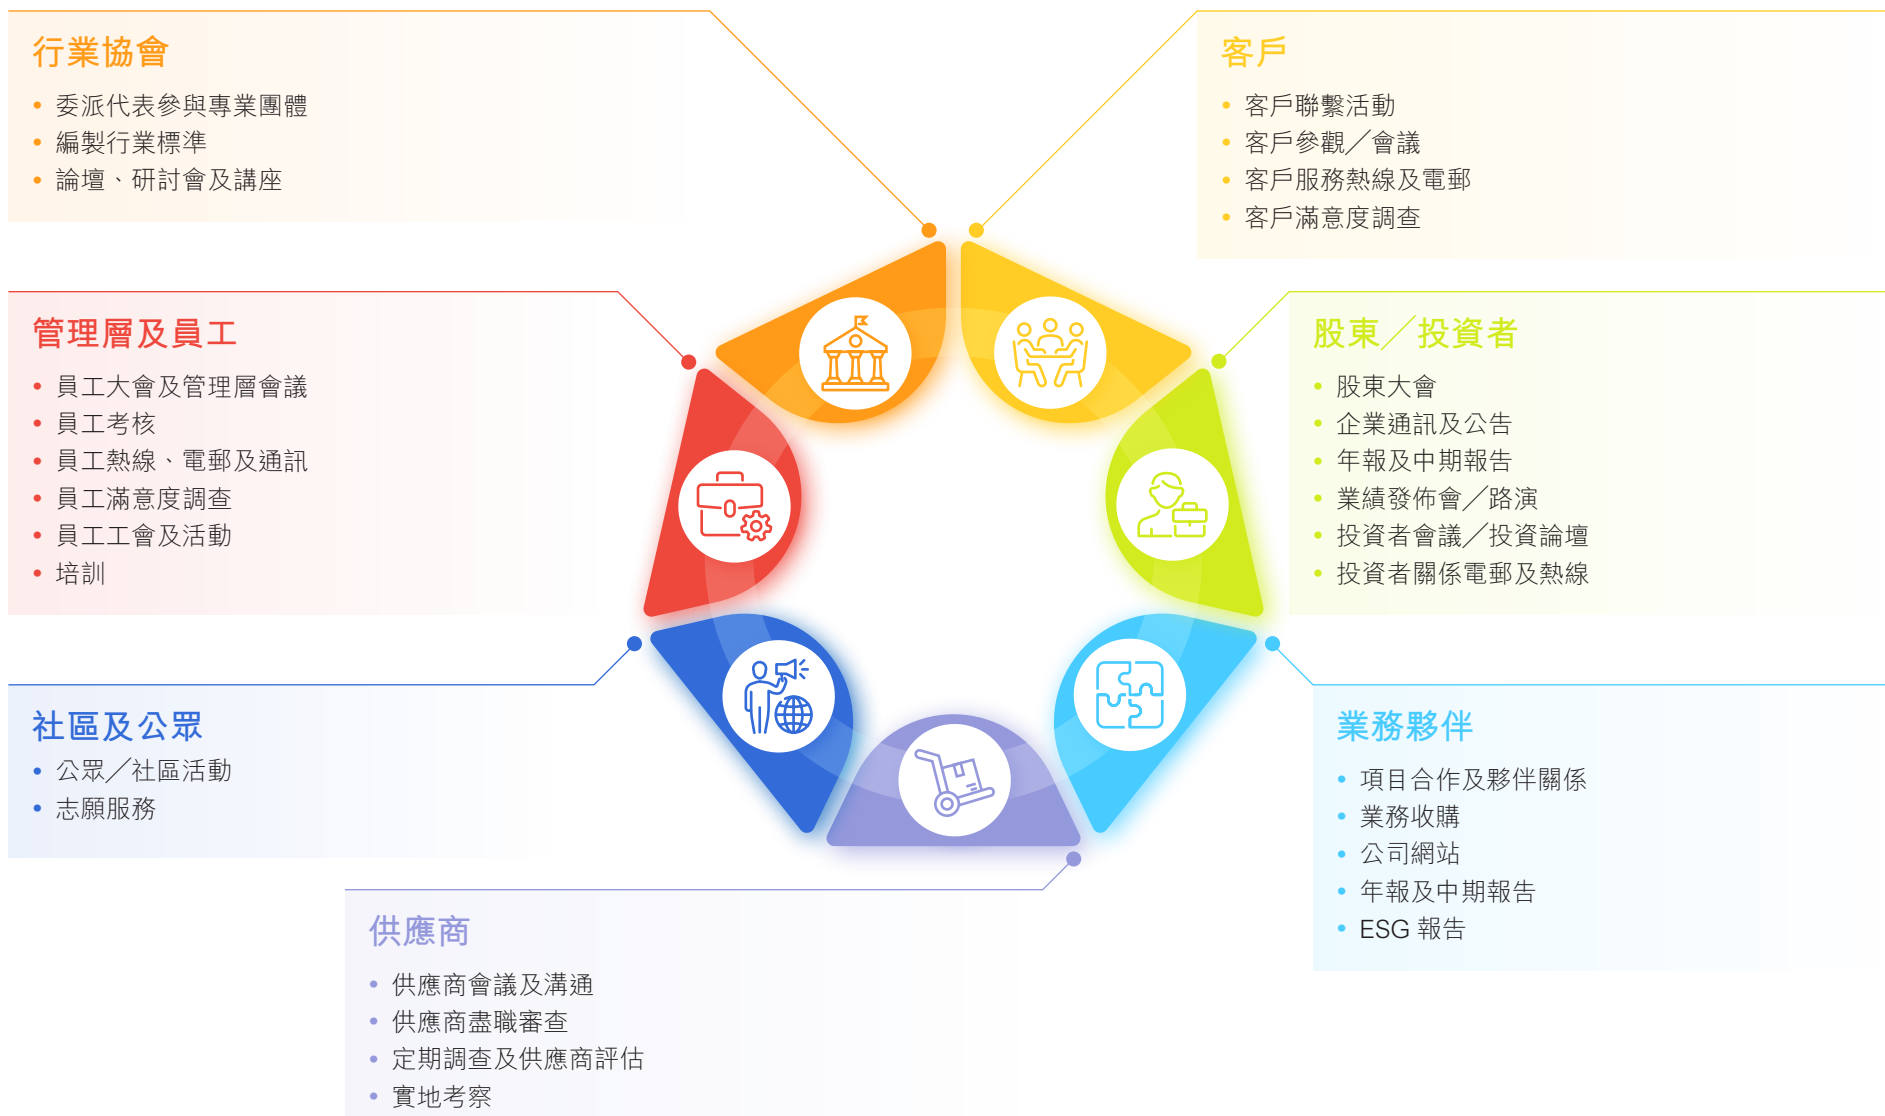 行業協會
委派代表參與專業團體
編製行業標準
論壇、研討會及講座
客戶
客戶聯繫活動
客戶參觀／會議
客戶服務熱線及電郵
客戶滿意度調查
管理層及員工
員工大會及管理層會議
員工考核
員工熱線、電郵及通訊
員工滿意度調查
員工工會及活動
培訓
股東／投資者
股東大會
企業通訊及公告
年報及中期報告
業績發佈會／路演
投資者會議／投資論壇
投資者關係電郵及熱線
社區及公眾
公眾／社區活動
志願服務
業務夥伴
項目合作及夥伴關係
業務收購
公司網站
年報及中期報告
ESG 報告
供應商
供應商會議及溝通
供應商盡職審查
定期調查及供應商評估
實地考察